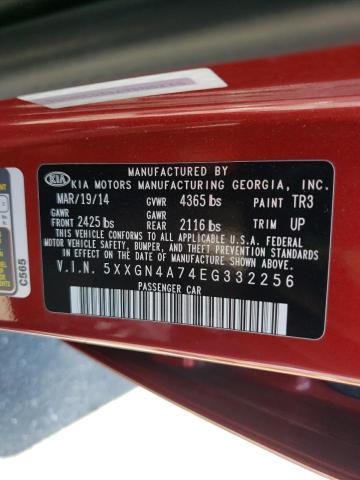 MANUFACTURED BY
KIA KIA MOTORS MANUFACTURING GEORGIA, INC.
MAR/19/14 GVWR 4365 lbs PAINT TR3
GAWR FRONT 2425 lbs GAWR REAR 2116 lbs TRIM UP
THIS VEHICLE CONFORMS TO ALL APPLICABLE U.S.A. FEDERAL
MOTOR VEHICLE SAFETY, BUMPER, AND THEFT PREVENTION STANDARDS
IN EFFECT ON THE DATE OF MANUFACTURE SHOWN ABOVE.
V.I.N. 5XXGN4A74EG332256
PASSENGER CAR
C565